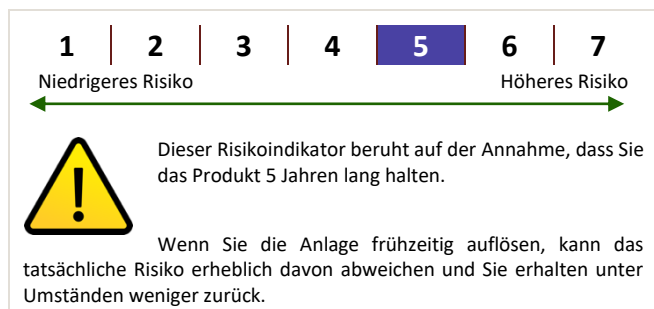 1 2 3 4 5 6 7
Niedrigeres Risiko Höheres Risiko
Dieser Risikoindikator beruht auf der Annahme, dass Sie
das Produkt 5 Jahren lang halten.
Wenn Sie die Anlage frühzeitig auflösen, kann das
tatsächliche Risiko erheblich davon abweichen und Sie erhalten unter
Umständen weniger zurück.